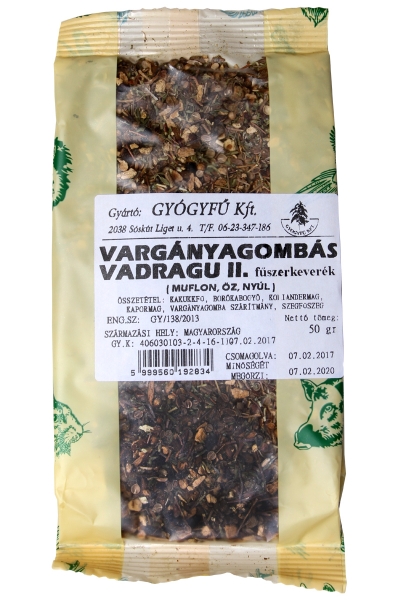 Gyártó: GYÓGYFŰ Kft.
2038 Sóskút Liget u. 4. T/F. 06-23-347-186
GYÓGYFŰ Kft.
VARGÁNYAGOMBÁS
VADRAGU II. fűszerkeverék
( MUFLON, ŐZ, NYÚL )
ÖSSZETÉTEL: KAKUKKFŰ, BORÓKABOGYÓ, KORIANDERMAG,
KAPORMAG, VARGÁNYAGOMBA SZÁRÍTMÁNY, SZEGFŰSZEG
ENG.SZ: GY/138/2013 Nettó tömeg:
SZÁRMAZÁSI HELY: MAGYARORSZÁG 50 gr
GY.K: 406030103-2-4-16-1197.02.2017
CSOMAGOLVA: 07.02.2017
MINŐSÉGÉT
MEGŐRZI: 07.02.2020
5 999560 192834